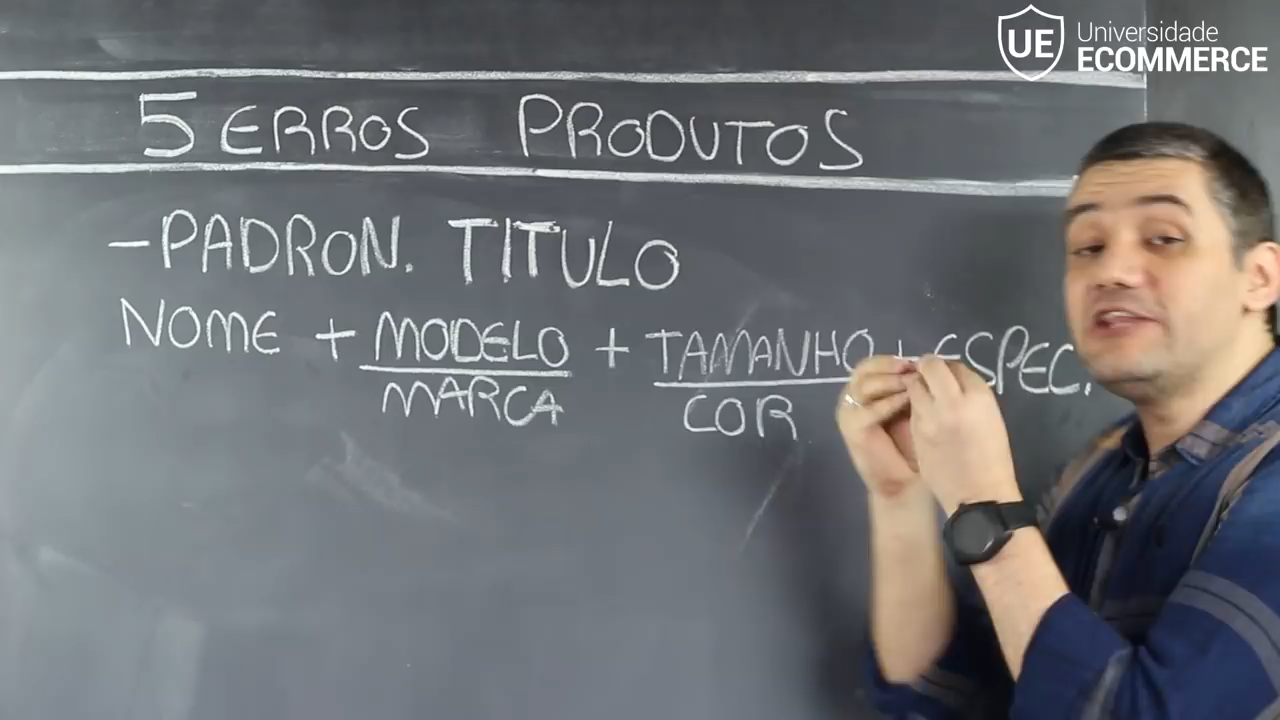 UE Universidade
ECOMMERCE
5 ERROS PRODUTOS
- PADRON. TITULO
NOME + MODELO + TAMANHO + ESPEC.
MARCA COR